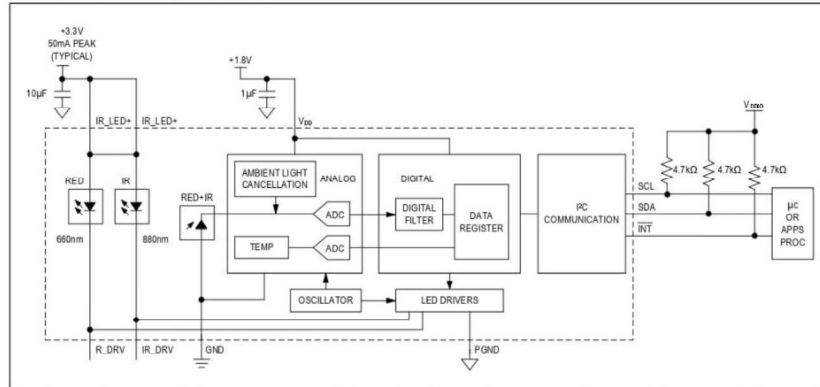 +3.3V
50mA PEAK
(TYPICAL)
10µF
IR_LED+
IR_LED+
+1.8V
1µF
V_DD
V_DDIO
4.7kΩ
4.7kΩ
4.7kΩ
RED
IR
660nm
880nm
RED+IR
AMBIENT LIGHT
CANCELLATION
ANALOG
ADC
TEMP
ADC
DIGITAL
DIGITAL
FILTER
DATA
REGISTER
I²C
COMMUNICATION
SCL
SDA
INT
µc
OR
APPS
PROC
OSCILLATOR
LED DRIVERS
R_DRV
IR_DRV
GND
PGND